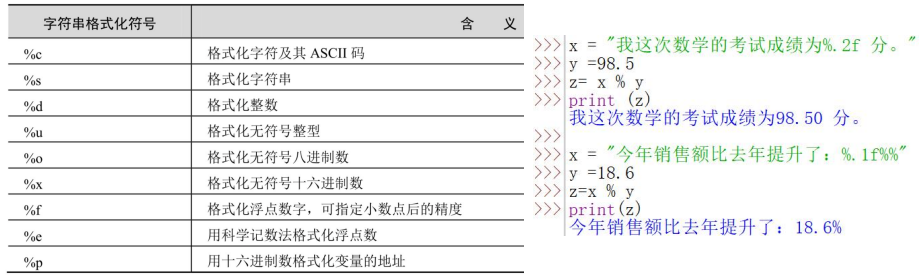 字符串格式化符号 含 义
%c 格式化字符及其 ASCII 码
%s 格式化字符串
%d 格式化整数
%u 格式化无符号整型
%o 格式化无符号八进制数
%x 格式化无符号十六进制数
%f 格式化浮点数字，可指定小数点后的精度
%e 用科学记数法格式化浮点数
%p 用十六进制数格式化变量的地址
>>> x = "我这次数学的考试成绩为%.2f 分。"
>>> y =98.5
>>> z= x % y
>>> print (z)
我这次数学的考试成绩为98.50 分。
>>>
>>> x = "今年销售额比去年提升了：%.1f%%"
>>> y =18.6
>>> z=x % y
>>> print(z)
今年销售额比去年提升了：18.6%